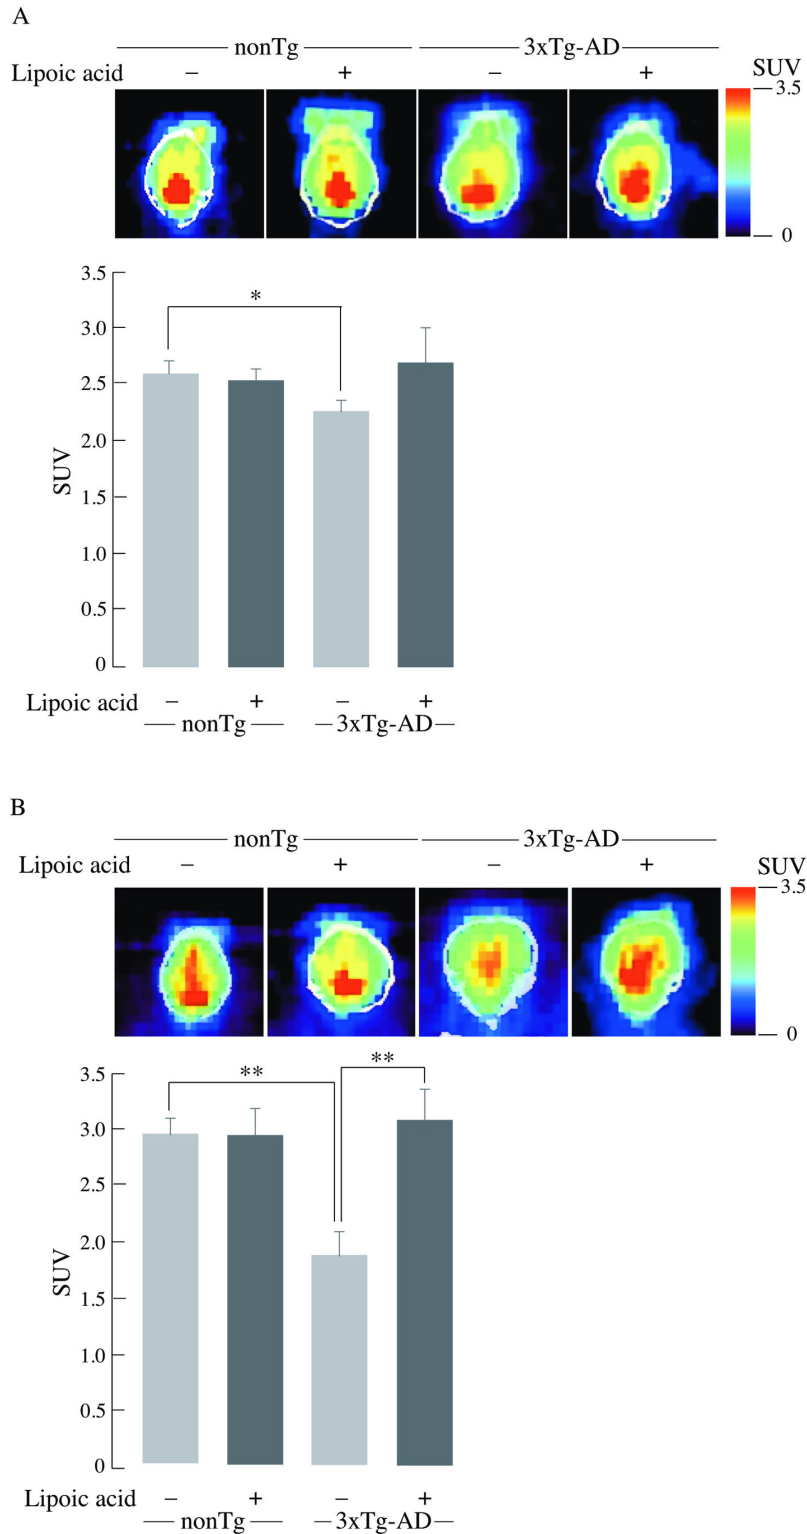 A
nonTg 3xTg-AD
Lipoic acid − + − + SUV
3.5
0
3.5
3.0
2.5
2.0
1.5
1.0
0.5
0
SUV
*
Lipoic acid − + − +
nonTg 3xTg-AD
B
nonTg 3xTg-AD
Lipoic acid − + − + SUV
3.5
0
3.5
3.0
2.5
2.0
1.5
1.0
0.5
0
SUV
** **
Lipoic acid − + − +
nonTg 3xTg-AD